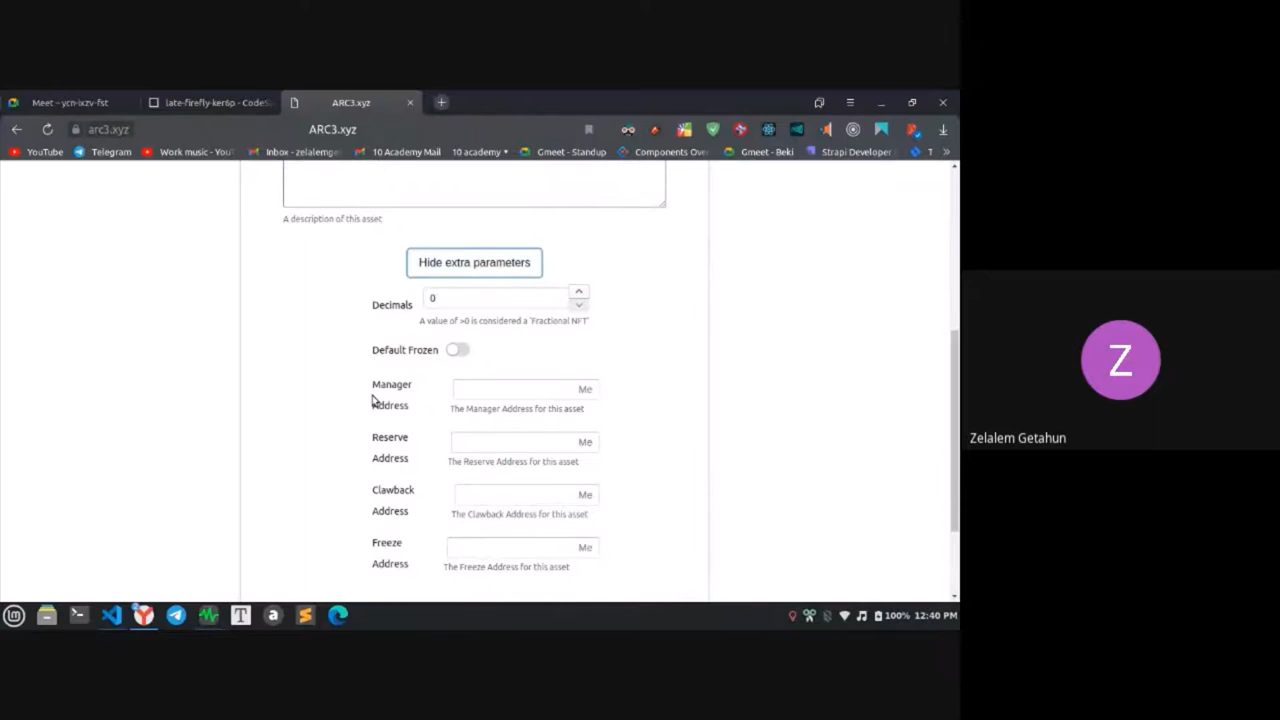 Meet – ycn-ixzv-fst
late-firefly-ker6p - CodeS
ARC3.xyz
arc3.xyz
ARC3.xyz
YouTube
Telegram
Work music - You
Inbox - zelalemge
10 Academy Mail
10 academy
Gmeet - Standup
Components Ove
Gmeet - Beki
Strapi Developer
T
A description of this asset
Hide extra parameters
Decimals
0
A value of >0 is considered a 'Fractional NFT'
Default Frozen
Manager
Address
Me
The Manager Address for this asset
Reserve
Address
Me
The Reserve Address for this asset
Clawback
Address
Me
The Clawback Address for this asset
Freeze
Address
Me
The Freeze Address for this asset
Z
Zelalem Getahun
100% 12:40 PM